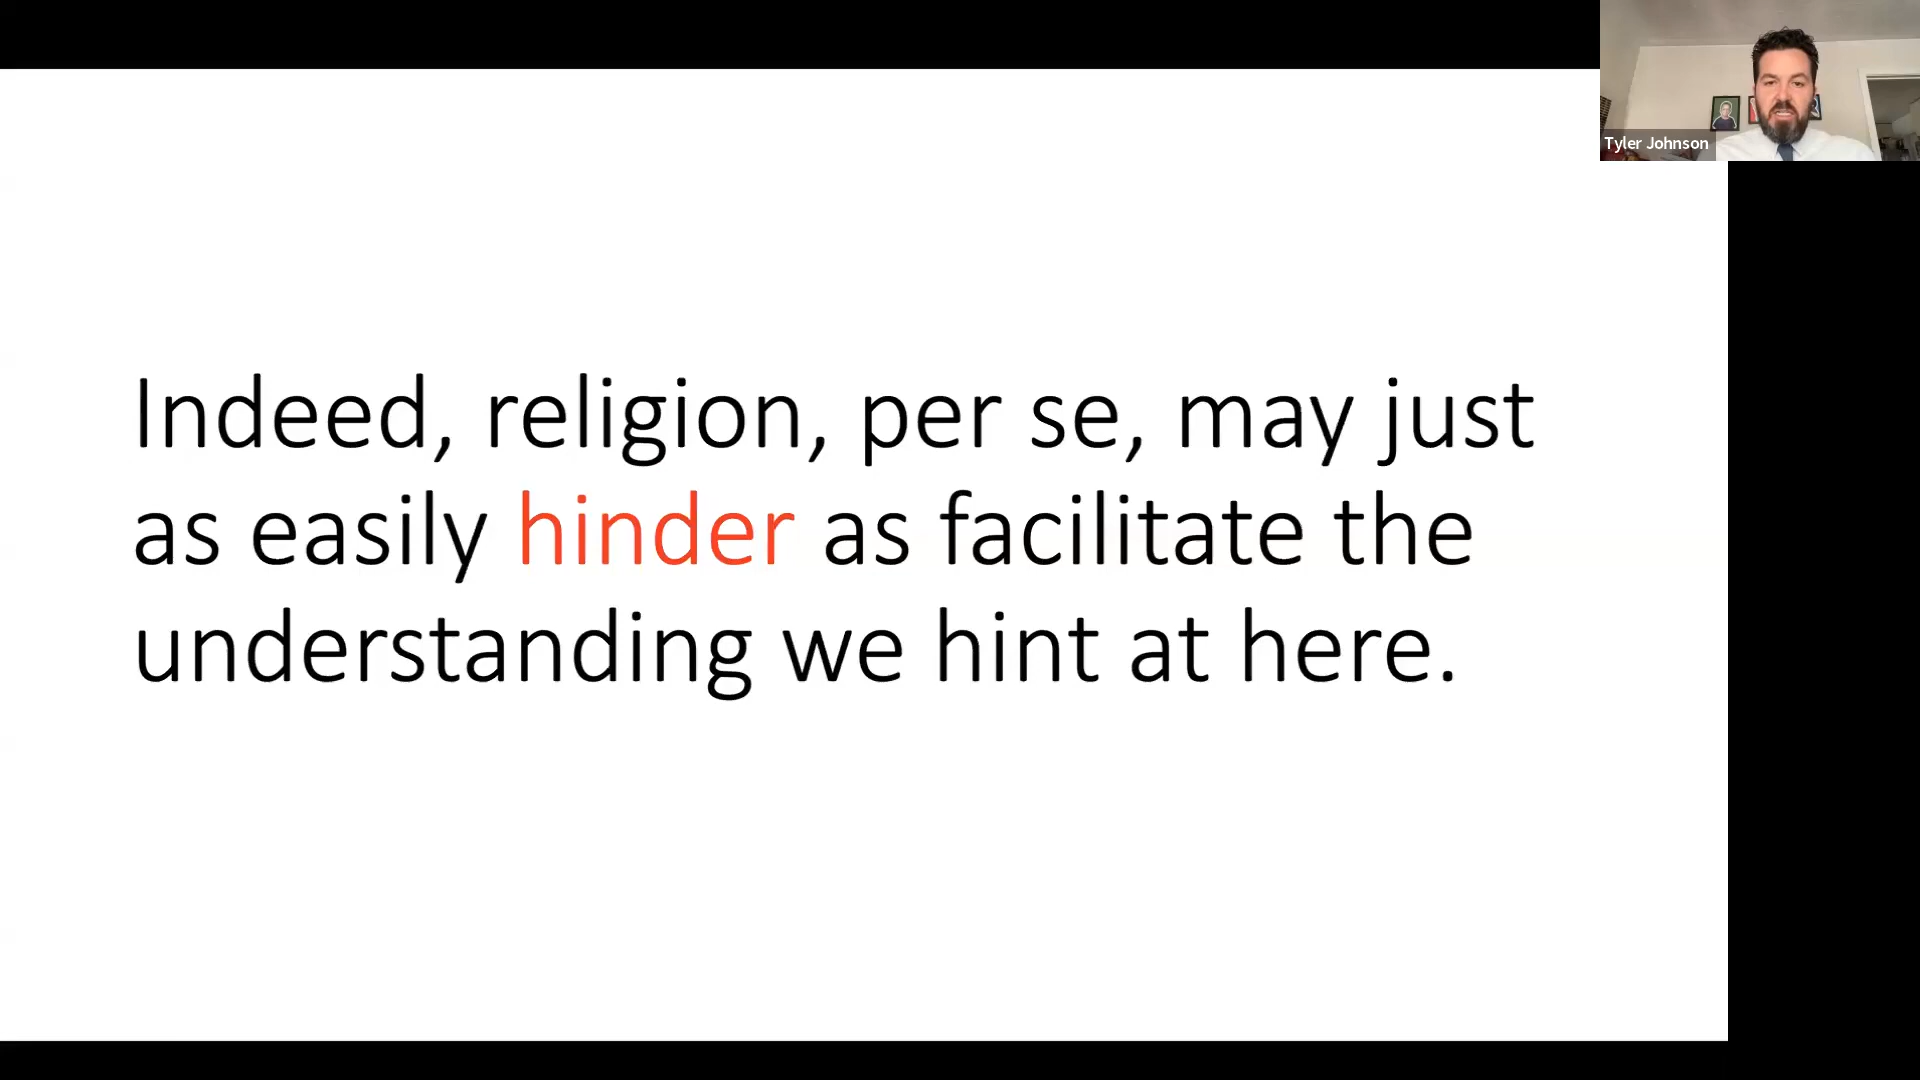 Tyler Johnson
Indeed, religion, per se, may just
as easily hinder as facilitate the
understanding we hint at here.